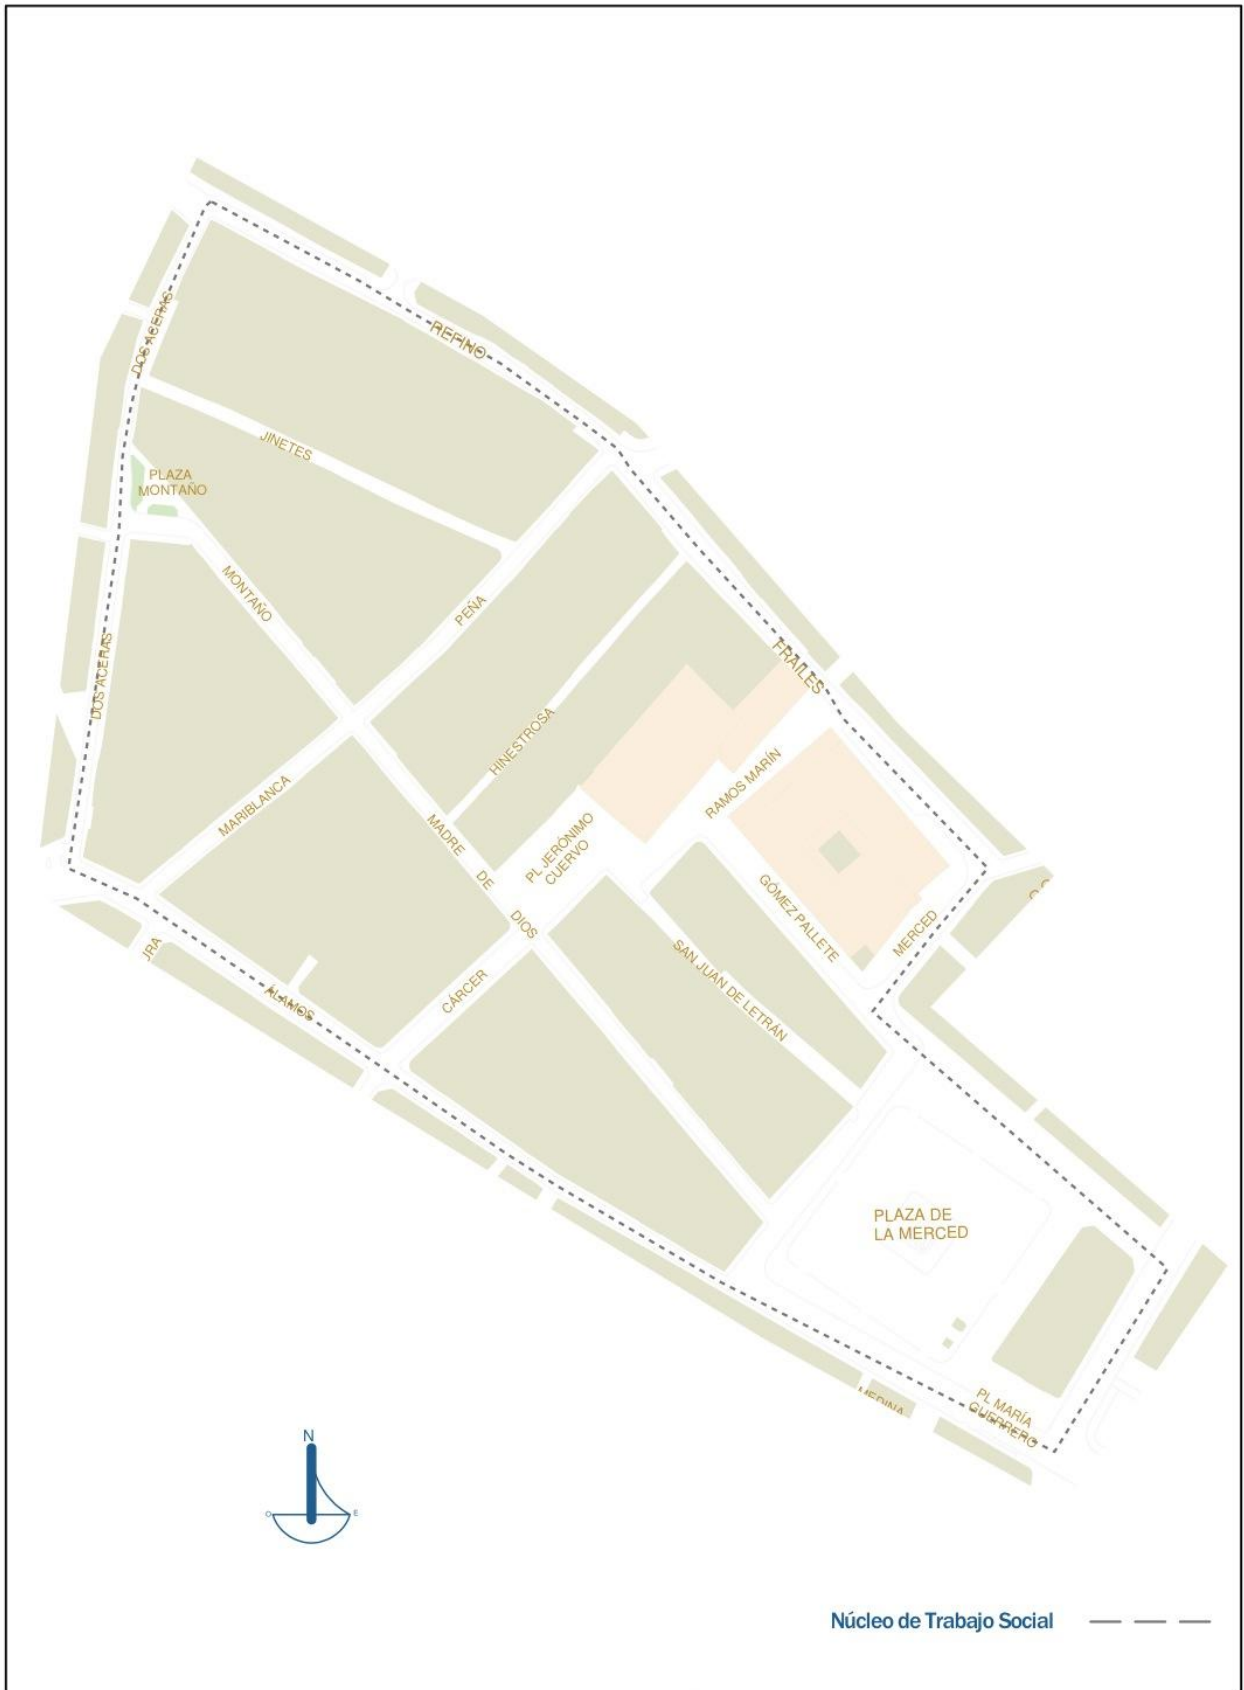 REFINO
DOS ACERAS
JINETES
PLAZA
MONTAÑO
MONTAÑO
PEÑA
DOS ACERAS
FRAILES
HINESTROSA
RAMOS MARÍN
MARIBLANCA
MADRE
DE
DIOS
PL JERÓNIMO
CUERVO
GÓMEZ PALLETE
MERCED
SAN JUAN DE LETRÁN
CÁRCER
ÁLAMOS
JRA
PLAZA DE
LA MERCED
MEDINA
PL MARÍA
GUERRERO
N
O
E
Núcleo de Trabajo Social